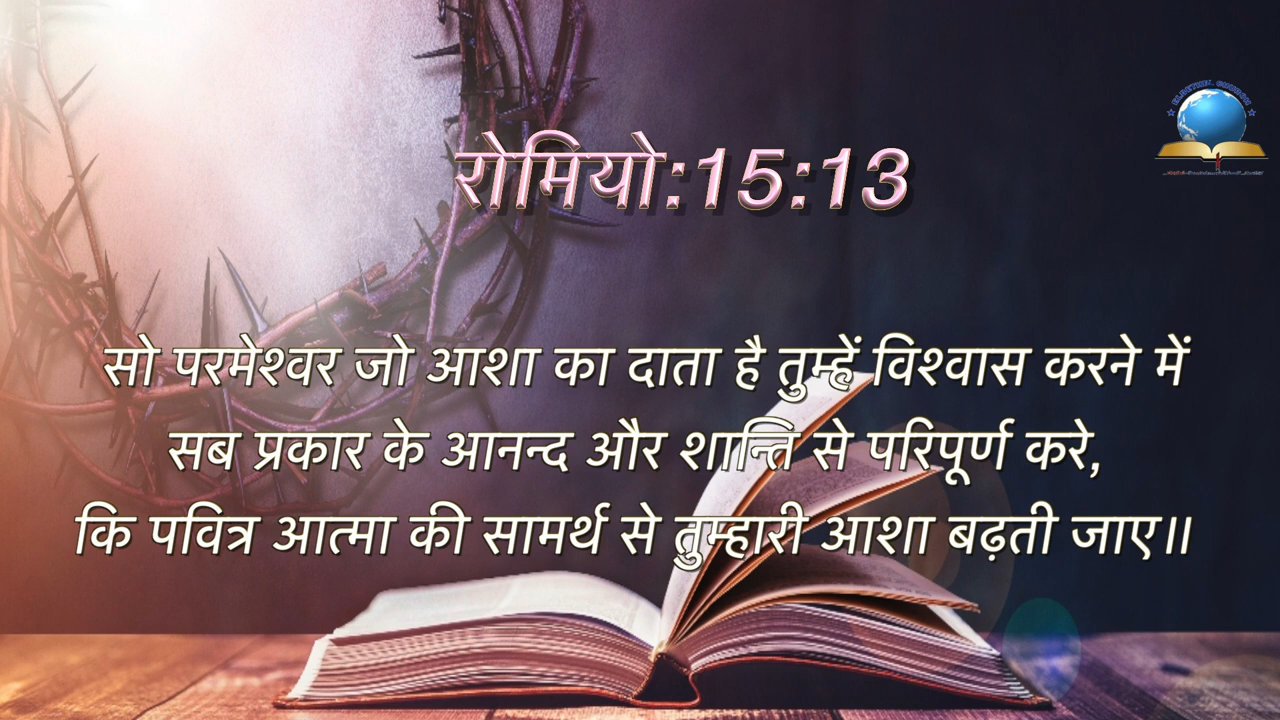 रोमियो:15:13
सो परमेश्वर जो आशा का दाता है तुम्हें विश्वास करने में
सब प्रकार के आनन्द और शान्ति से परिपूर्ण करे,
कि पवित्र आत्मा की सामर्थ से तुम्हारी आशा बढ़ती जाए॥